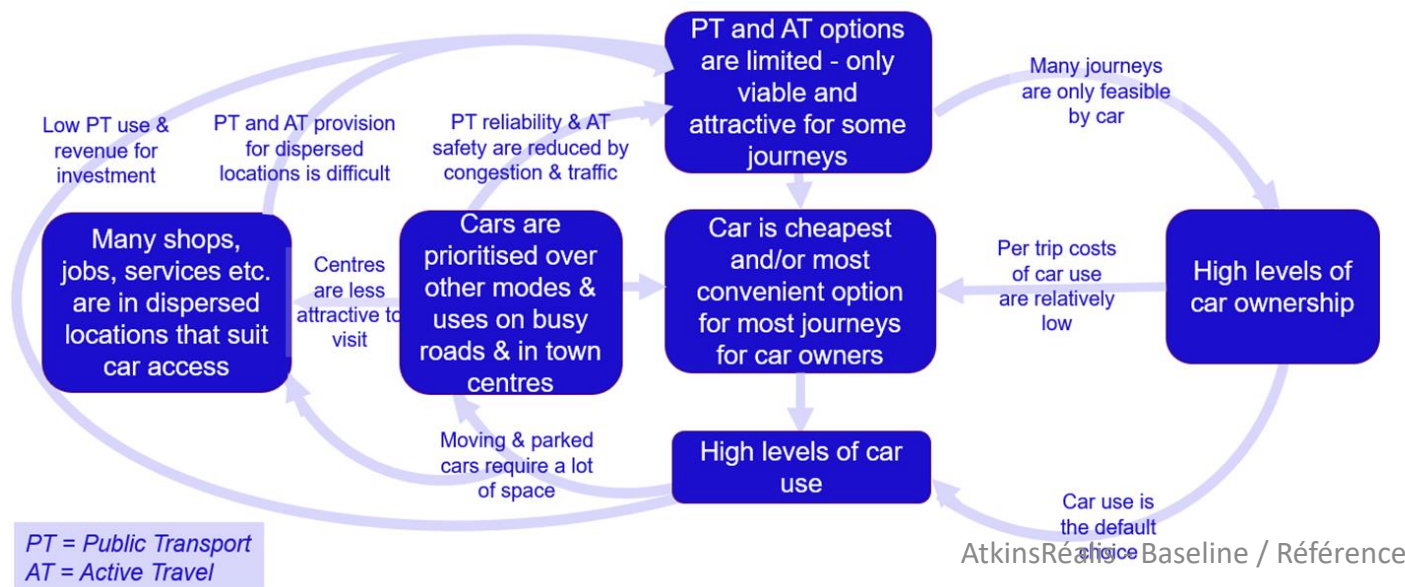 PT and AT options
are limited - only
viable and
attractive for some
journeys
Many journeys
are only feasible
by car
Low PT use &
revenue for
investment
PT and AT provision
for dispersed
locations is difficult
PT reliability & AT
safety are reduced by
congestion & traffic
Many shops,
jobs, services etc.
are in dispersed
locations that suit
car access
Centres
are less
attractive to
visit
Cars are
prioritised over
other modes &
uses on busy
roads & in town
centres
Car is cheapest
and/or most
convenient option
for most journeys
for car owners
Per trip costs
of car use
are relatively
low
High levels of
car ownership
Moving & parked
cars require a lot
of space
High levels of car
use
Car use is
the default
choice
PT = Public Transport
AT = Active Travel
AtkinsRéalis - Baseline / Référence